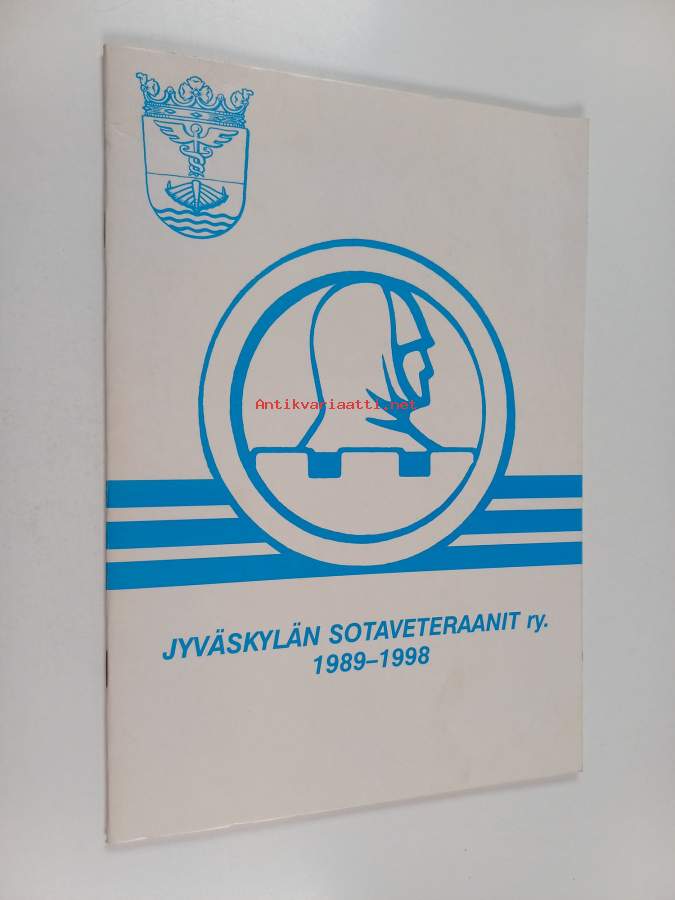 Antikvariaatti.net
JYVÄSKYLÄN SOTAVETERAANIT ry.
1989–1998